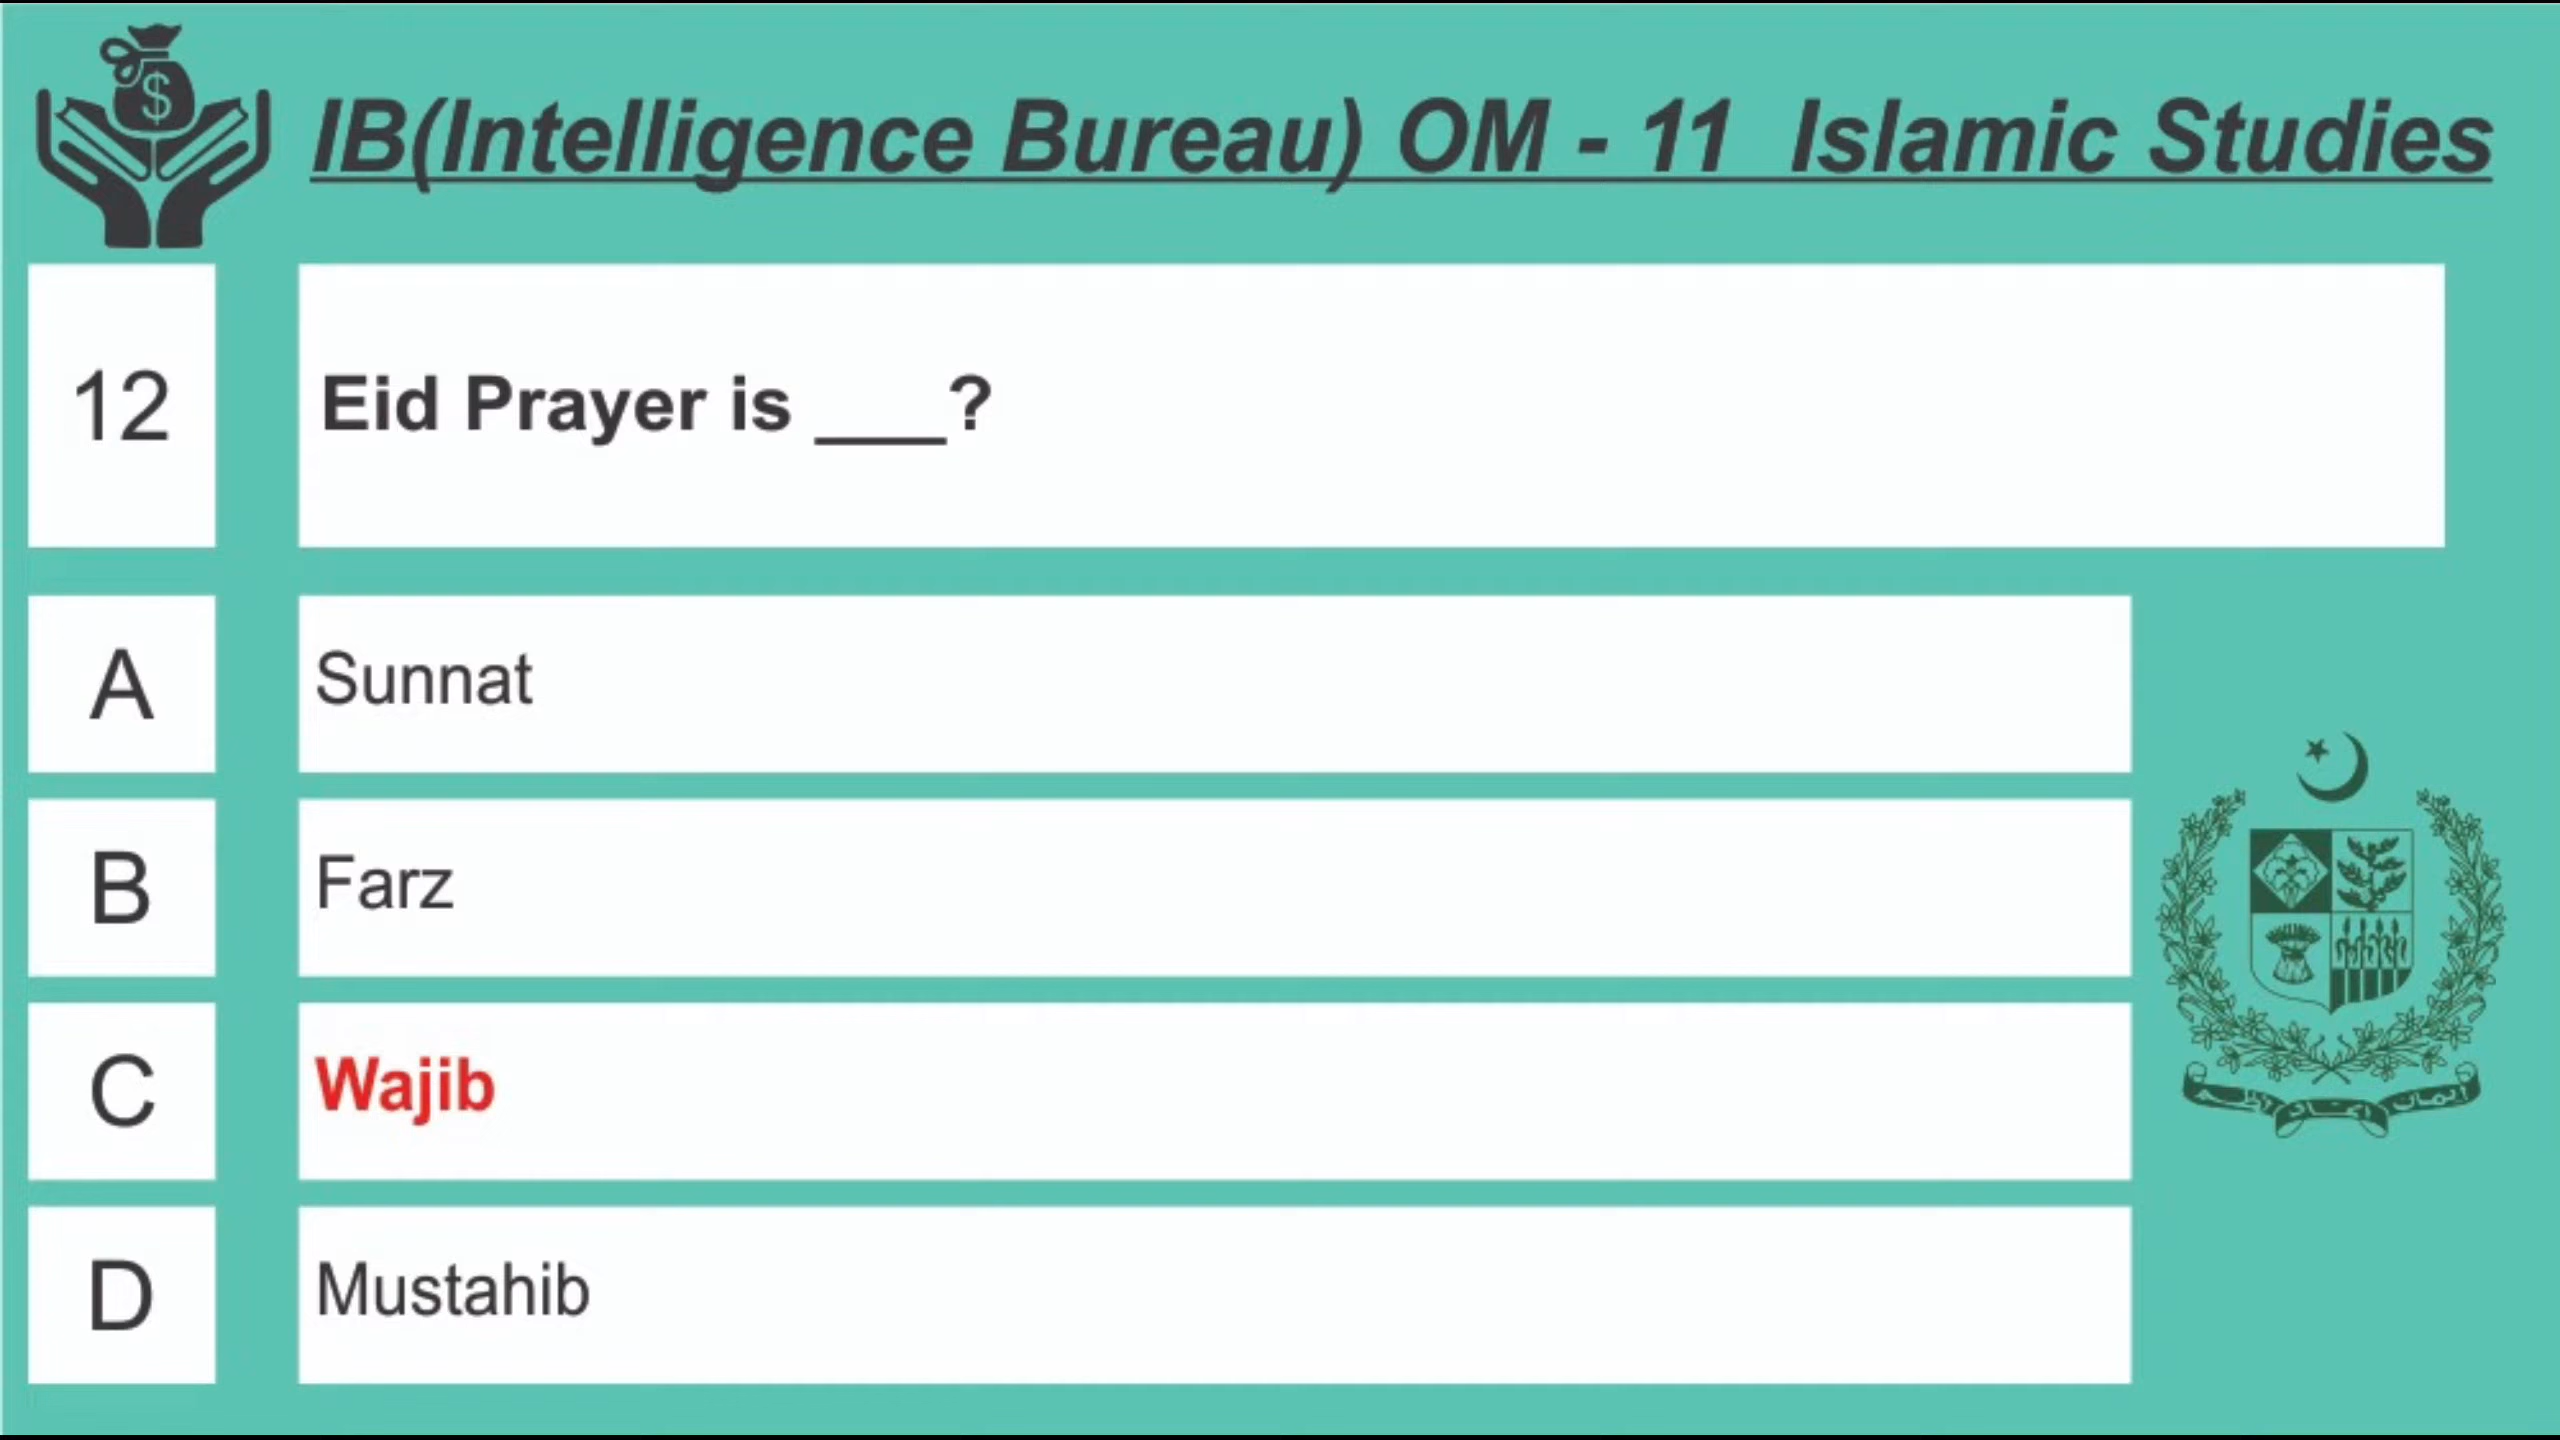 $
IB(Intelligence Bureau) OM - 11 Islamic Studies
12
Eid Prayer is ___?
A
Sunnat
B
Farz
C
Wajib
D
Mustahib